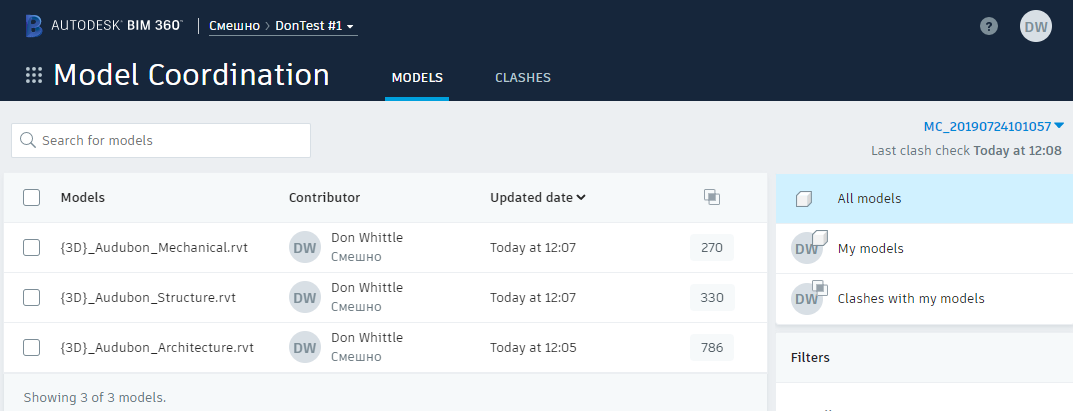 AUTODESK® BIM 360™ Смешно > DonTest #1
? DW
Model Coordination MODELS CLASHES
Search for models
MC_20190724101057
Last clash check Today at 12:08
Models Contributor Updated date
{3D}_Audubon_Mechanical.rvt DW Don Whittle Today at 12:07 270
Смешно
{3D}_Audubon_Structure.rvt DW Don Whittle Today at 12:07 330
Смешно
{3D}_Audubon_Architecture.rvt DW Don Whittle Today at 12:05 786
Смешно
Showing 3 of 3 models.
All models
DW My models
DW Clashes with my models
Filters